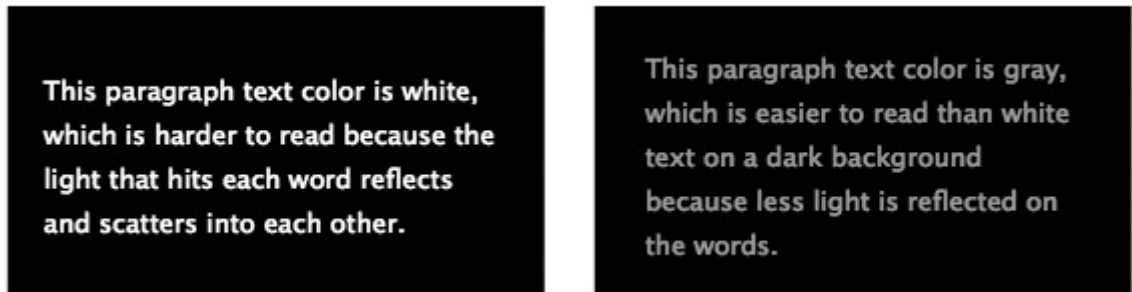 This paragraph text color is white,
which is harder to read because the
light that hits each word reflects
and scatters into each other.
This paragraph text color is gray,
which is easier to read than white
text on a dark background
because less light is reflected on
the words.